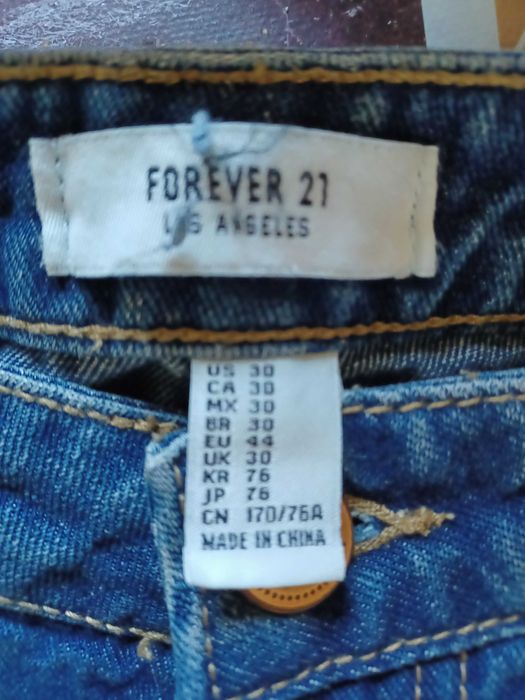 FOREVER 21
LOS ANGELES
US 30
CA 30
MX 30
BR 30
EU 44
UK 30
KR 76
JP 76
CN 170/76A
MADE IN CHINA